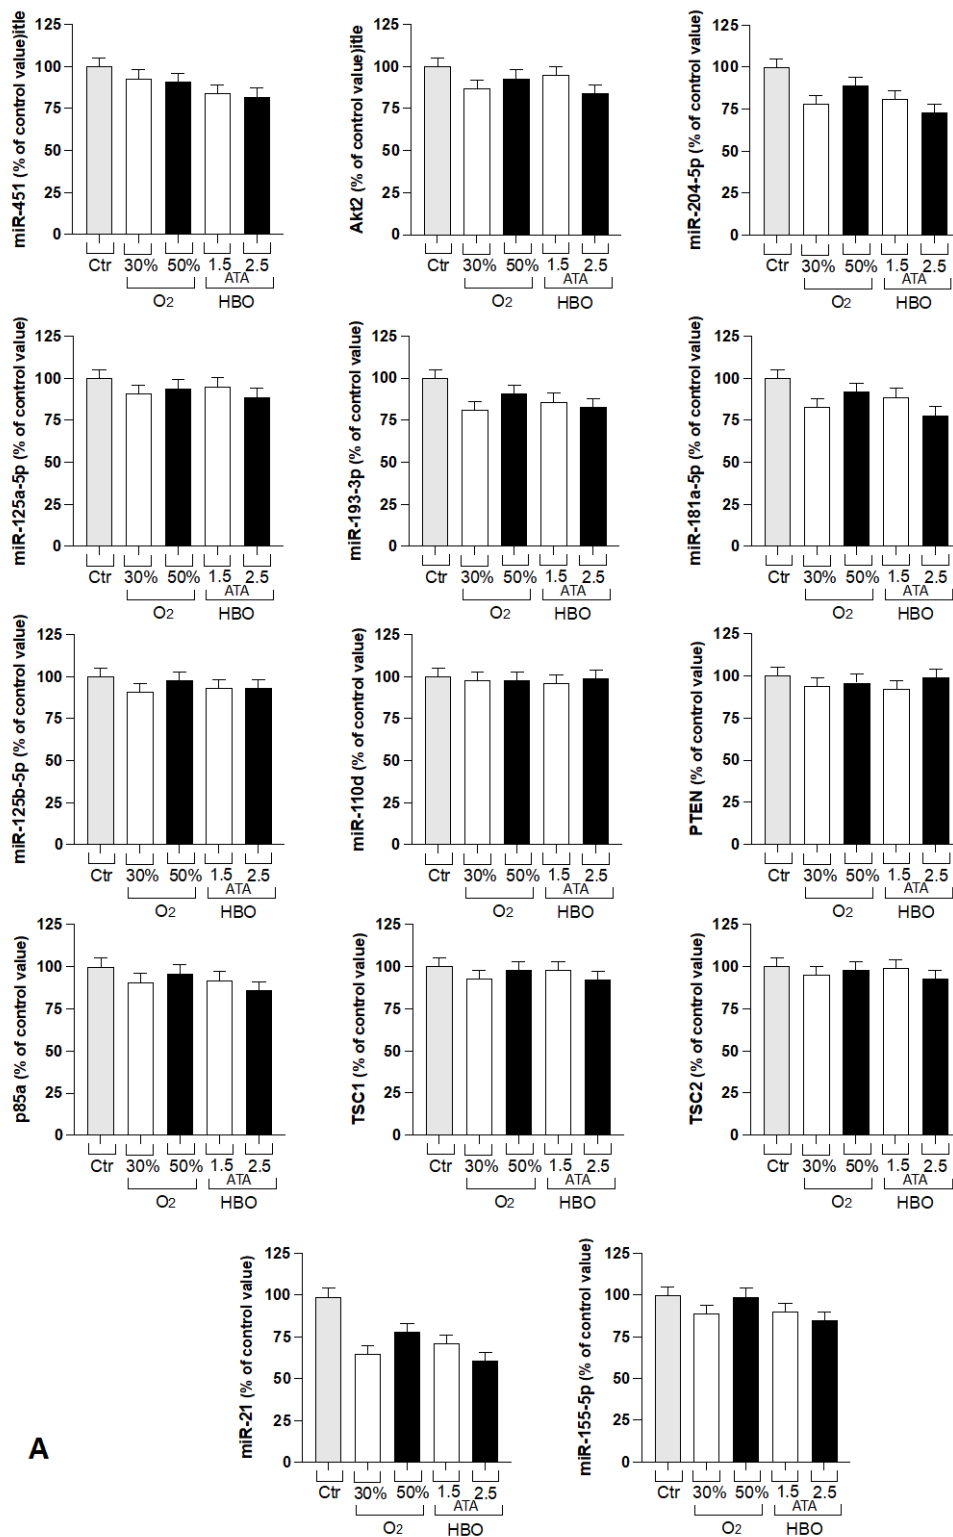 miR-451 (% of control value)itle
125
100
75
50
25
0
Ctr 30% 50% 1.5 2.5
ATA
O2 HBO
Akt2 (% of control value)itle
125
100
75
50
25
0
Ctr 30% 50% 1.5 2.5
ATA
O2 HBO
miR-204-5p (% of control value)
125
100
75
50
25
0
Ctr 30% 50% 1.5 2.5
ATA
O2 HBO
miR-125a-5p (% of control value)
125
100
75
50
25
0
Ctr 30% 50% 1.5 2.5
ATA
O2 HBO
miR-193-3p (% of control value)
125
100
75
50
25
0
Ctr 30% 50% 1.5 2.5
ATA
O2 HBO
miR-181a-5p (% of control value)
125
100
75
50
25
0
Ctr 30% 50% 1.5 2.5
ATA
O2 HBO
miR-125b-5p (% of control value)
125
100
75
50
25
0
Ctr 30% 50% 1.5 2.5
ATA
O2 HBO
miR-110d (% of control value)
125
100
75
50
25
0
Ctr 30% 50% 1.5 2.5
ATA
O2 HBO
PTEN (% of control value)
125
100
75
50
25
0
Ctr 30% 50% 1.5 2.5
ATA
O2 HBO
p85a (% of control value)
125
100
75
50
25
0
Ctr 30% 50% 1.5 2.5
ATA
O2 HBO
TSC1 (% of control value)
125
100
75
50
25
0
Ctr 30% 50% 1.5 2.5
ATA
O2 HBO
TSC2 (% of control value)
125
100
75
50
25
0
Ctr 30% 50% 1.5 2.5
ATA
O2 HBO
miR-21 (% of control value)
125
100
75
50
25
0
Ctr 30% 50% 1.5 2.5
ATA
O2 HBO
miR-155-5p (% of control value)
125
100
75
50
25
0
Ctr 30% 50% 1.5 2.5
ATA
O2 HBO
A